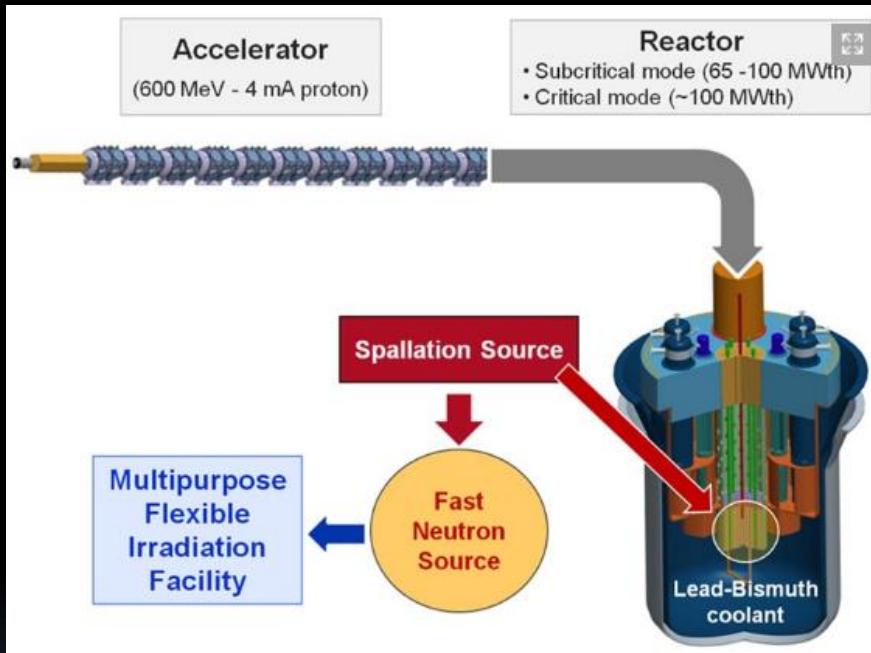 Accelerator
(600 MeV - 4 mA proton)
Reactor
• Subcritical mode (65 -100 MWth)
• Critical mode (~100 MWth)
Spallation Source
Multipurpose
Flexible
Irradiation
Facility
Fast
Neutron
Source
Lead-Bismuth
coolant